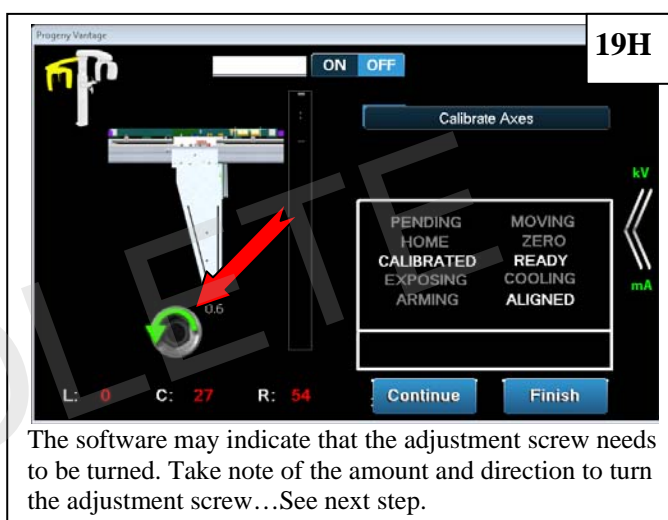 Progeny Vantage
19H
ON OFF
Calibrate Axes
kV
PENDING MOVING
HOME ZERO
CALIBRATED READY
EXPOSING COOLING
ARMING ALIGNED
mA
0.6
L: 0 C: 27 R: 54
Continue Finish
The software may indicate that the adjustment screw needs
to be turned. Take note of the amount and direction to turn
the adjustment screw…See next step.